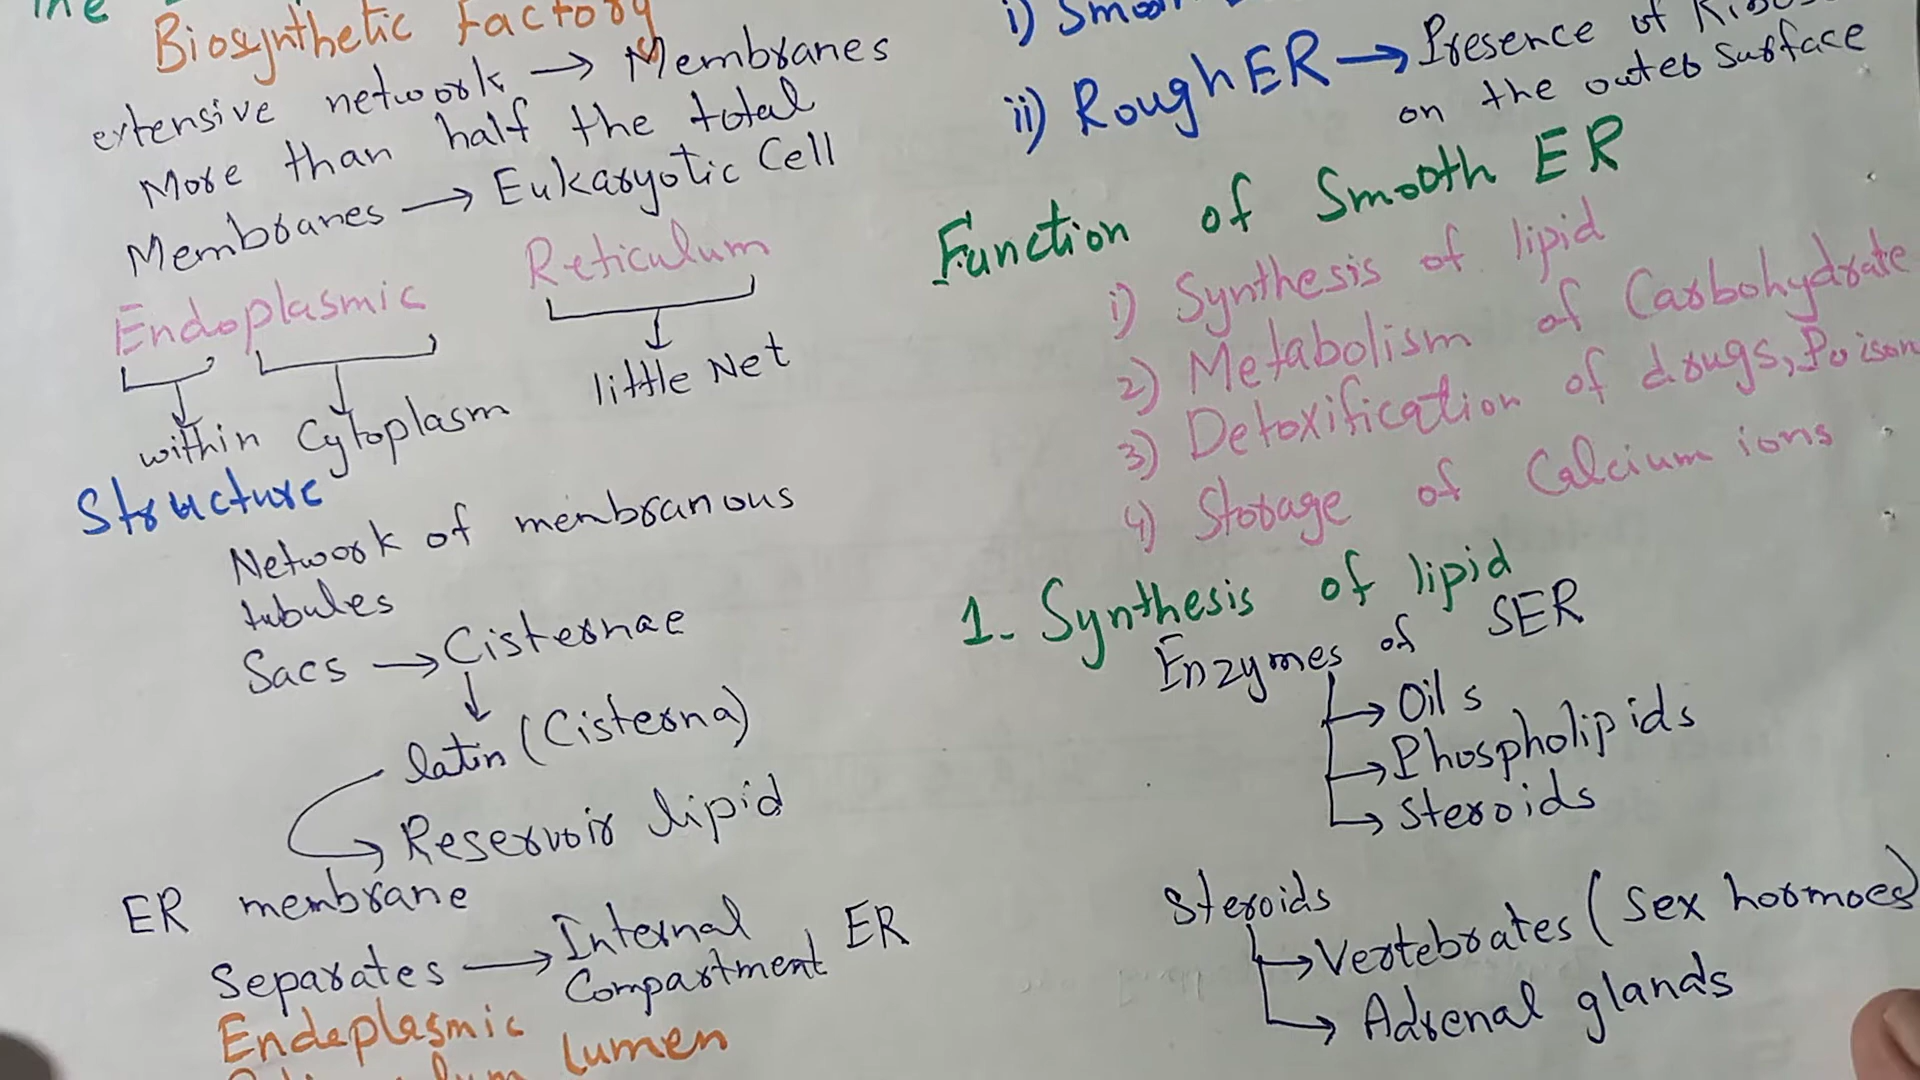 The
Biosynthetic Factory
extensive network → Membranes
More than half the total
Membranes → Eukaryotic Cell
Endoplasmic Reticulum
within Cytoplasm little Net
Structure
Network of membranous
tubules
Sacs → Cisternae
latin (Cisterna)
Reservoir lipid
ER membrane
Separates → Internal
Compartment ER
Endoplasmic
lumen
i) Smooth
ii) Rough ER → Presence of
on the outer surface
Function of Smooth ER
1) Synthesis of lipid
2) Metabolism of Carbohydrate
3) Detoxification of drugs, Poison
4) Storage of Calcium ions
1- Synthesis of lipid
Enzymes of SER
→ Oils
→ Phospholipids
→ Steroids
Steroids
→ Vertebrates (Sex hormoes)
→ Adrenal glands